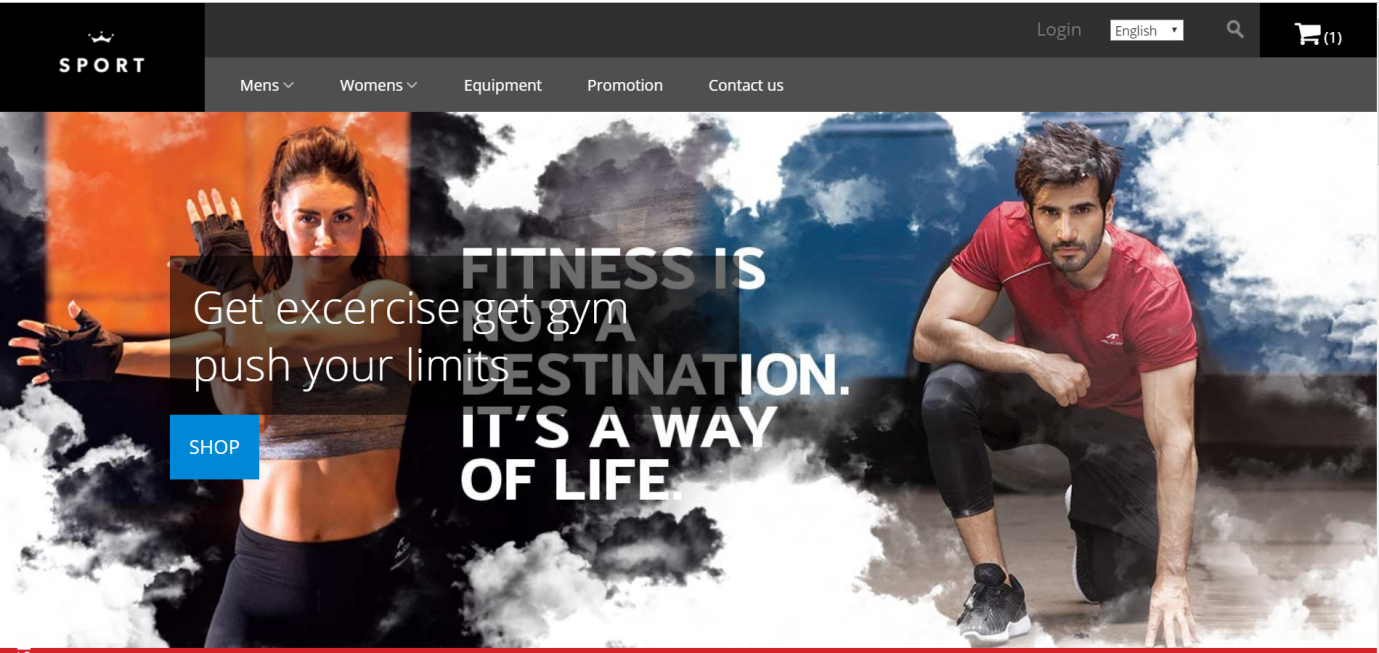 SPORT
Login
English
(1)
Mens
Womens
Equipment
Promotion
Contact us
FITNESS IS
NOT A
DESTINATION.
IT'S A WAY
OF LIFE.
Get excercise get gym
push your limits
SHOP